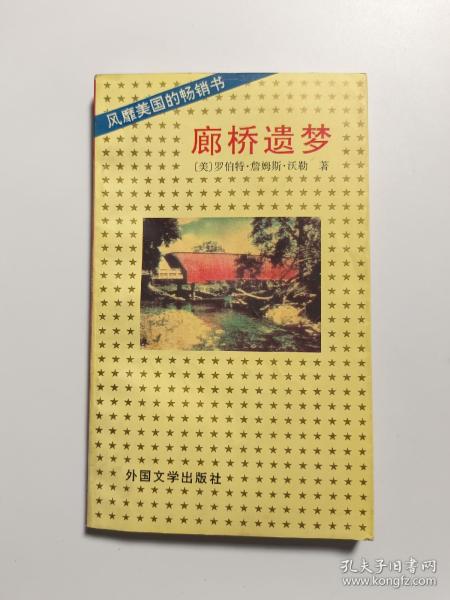 风靡美国的畅销书
廊桥遗梦
〔美〕罗伯特·詹姆斯·沃勒 著
外国文学出版社
孔夫子旧书网
www.kongfz.com